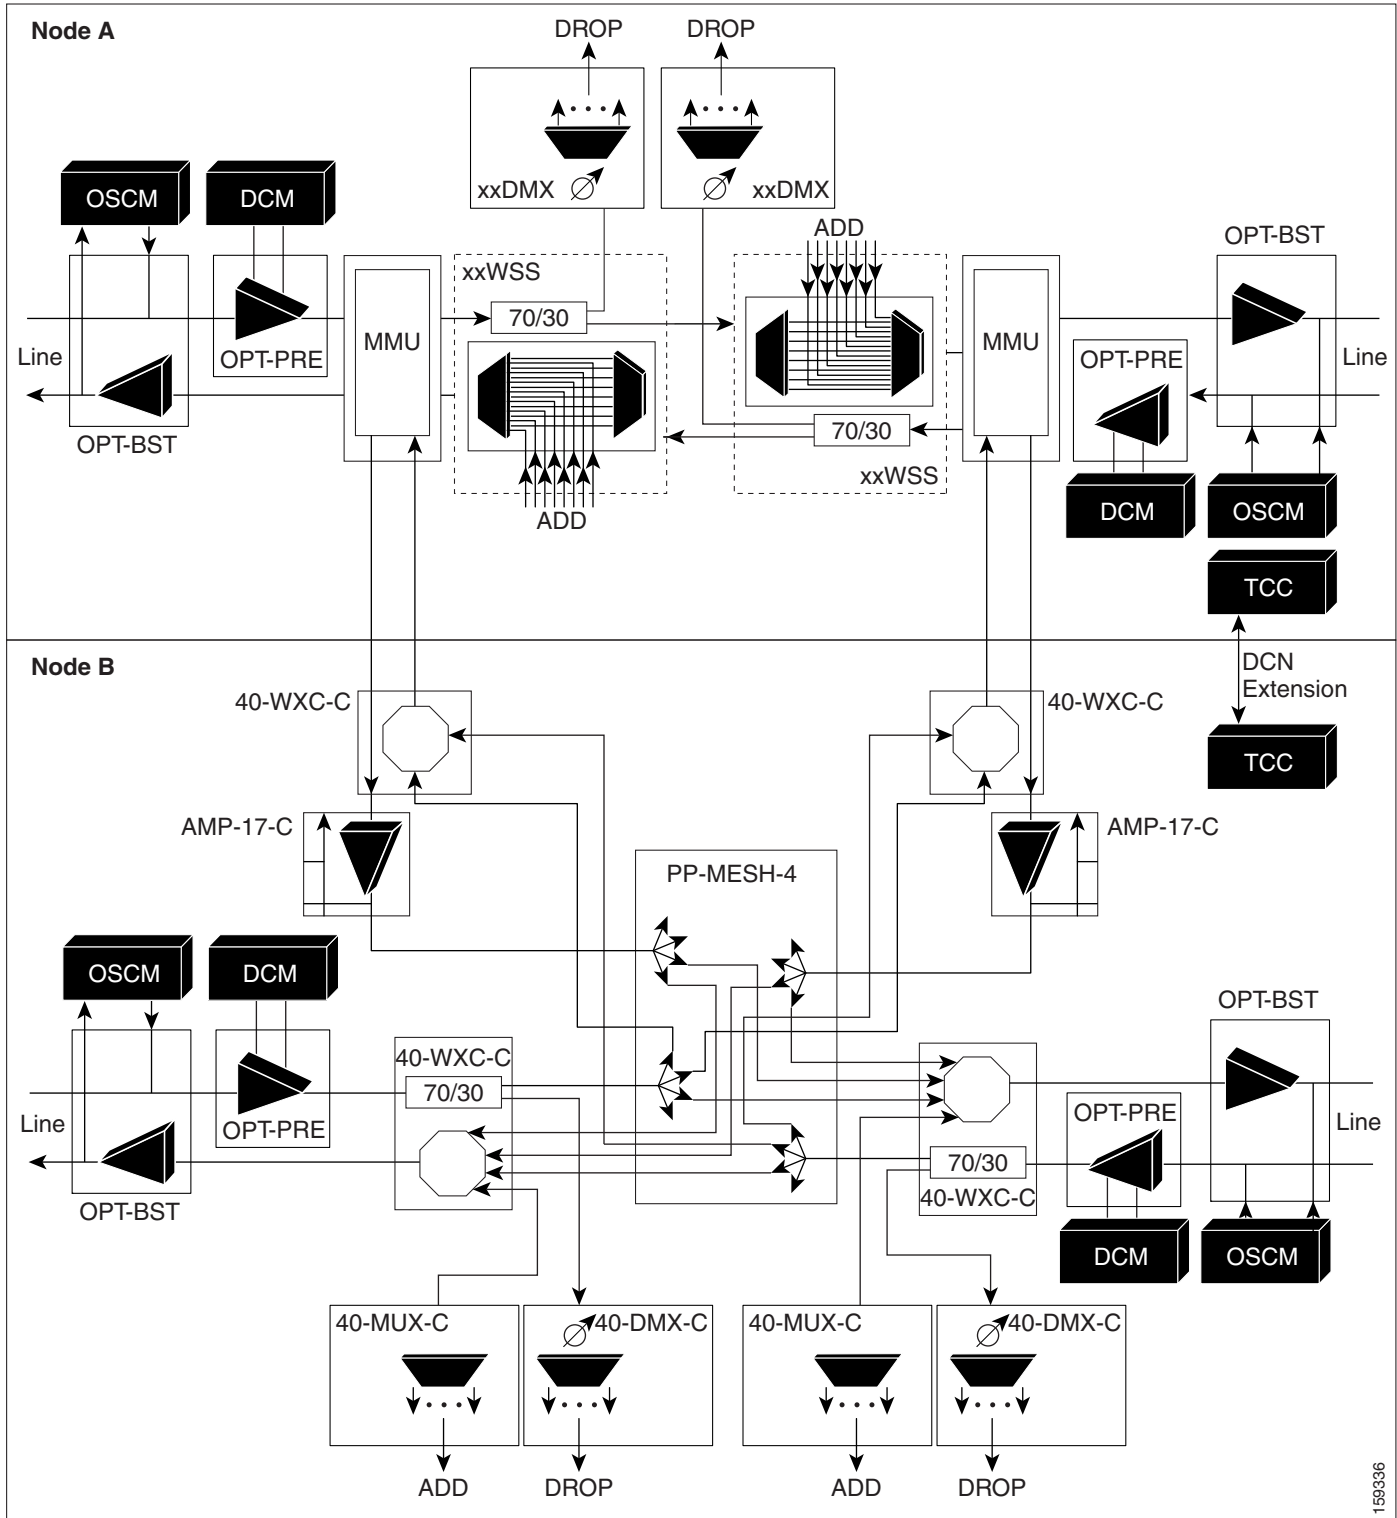 Node A
DROP
DROP
xxDMX
xxDMX
OSCM
DCM
ADD
OPT-BST
xxWSS
70/30
MMU
MMU
Line
OPT-PRE
OPT-PRE
Line
OPT-BST
70/30
xxWSS
ADD
DCM
OSCM
TCC
Node B
DCN
Extension
40-WXC-C
40-WXC-C
TCC
AMP-17-C
AMP-17-C
PP-MESH-4
OSCM
DCM
OPT-BST
40-WXC-C
70/30
OPT-PRE
OPT-PRE
Line
Line
70/30
40-WXC-C
OPT-BST
DCM
OSCM
40-MUX-C
40-DMX-C
40-MUX-C
40-DMX-C
ADD
DROP
ADD
DROP
159336